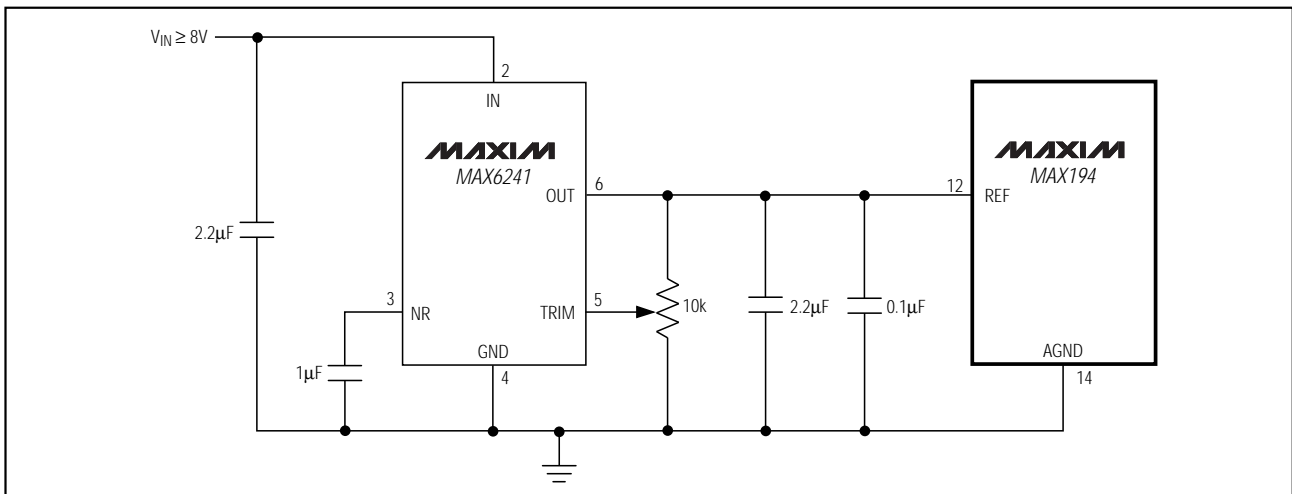 VIN ≥ 8V
2
IN
MAXIM
MAX6241
OUT
6
2.2µF
3
NR
TRIM
5
10k
2.2µF
0.1µF
GND
4
1µF
12
REF
MAXIM
MAX194
AGND
14